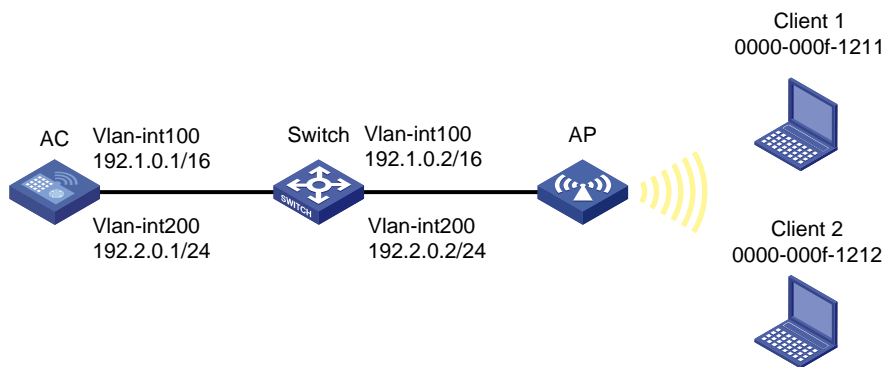 Client 1
0000-000f-1211
AC
Vlan-int100
192.1.0.1/16
Switch
Vlan-int100
192.1.0.2/16
AP
SWITCH
Vlan-int200
192.2.0.1/24
Vlan-int200
192.2.0.2/24
Client 2
0000-000f-1212